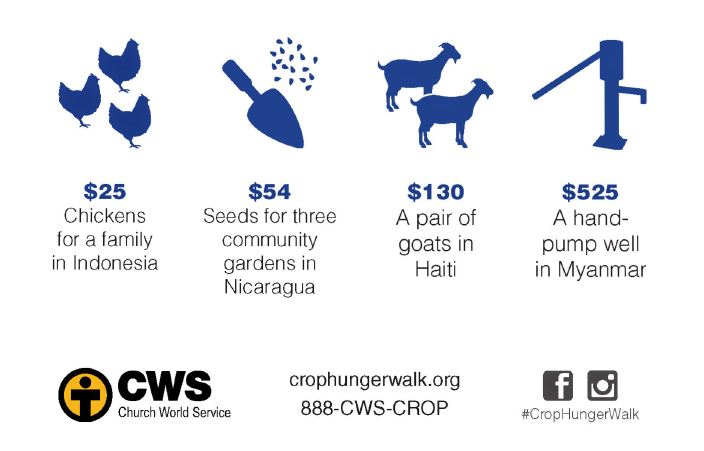 $25
Chickens
for a family
in Indonesia
$54
Seeds for three
community
gardens in
Nicaragua
$130
A pair of
goats in
Haiti
$525
A hand-
pump well
in Myanmar
CWS
Church World Service
crophungerwalk.org
888-CWS-CROP
#CropHungerWalk